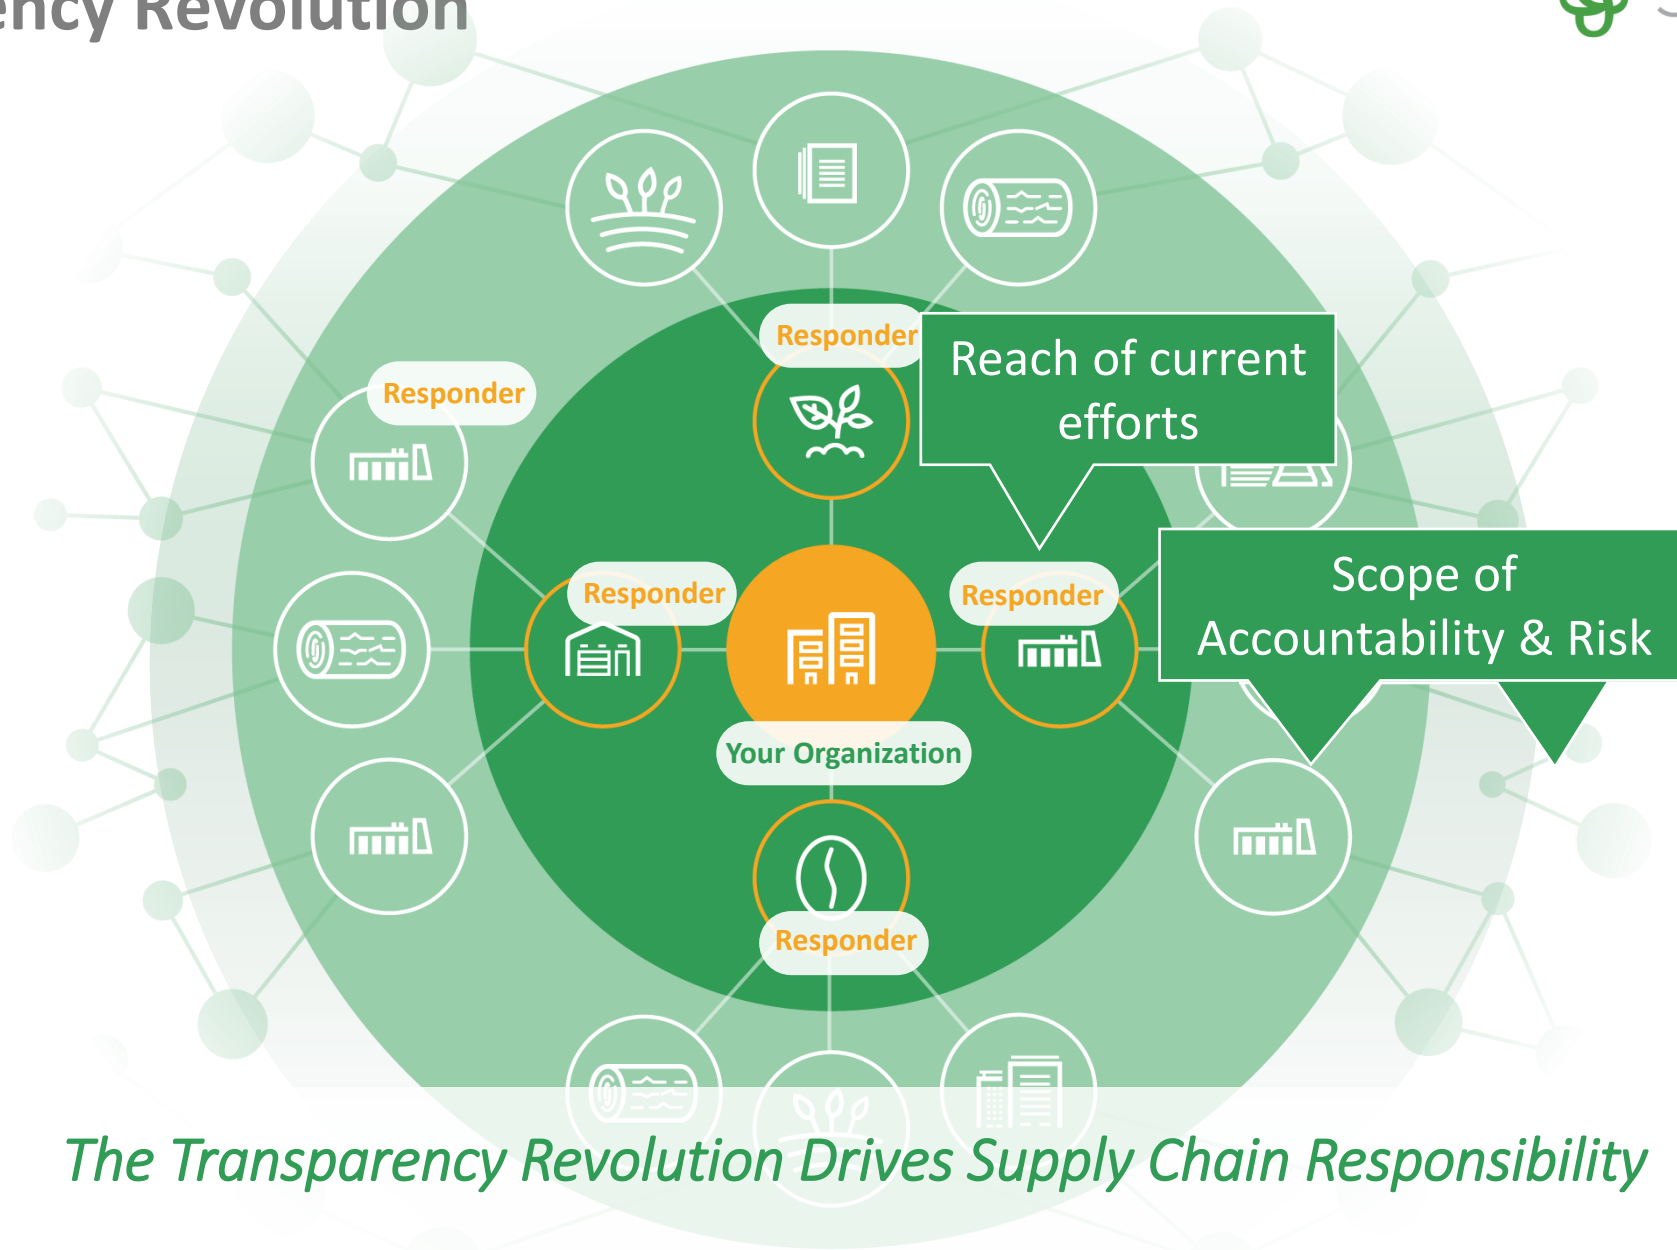 Revolution
Responder
Reach of current
efforts
Responder
Scope of
Accountability & Risk
Responder
Responder
Your Organization
Responder
The Transparency Revolution Drives Supply Chain Responsibility